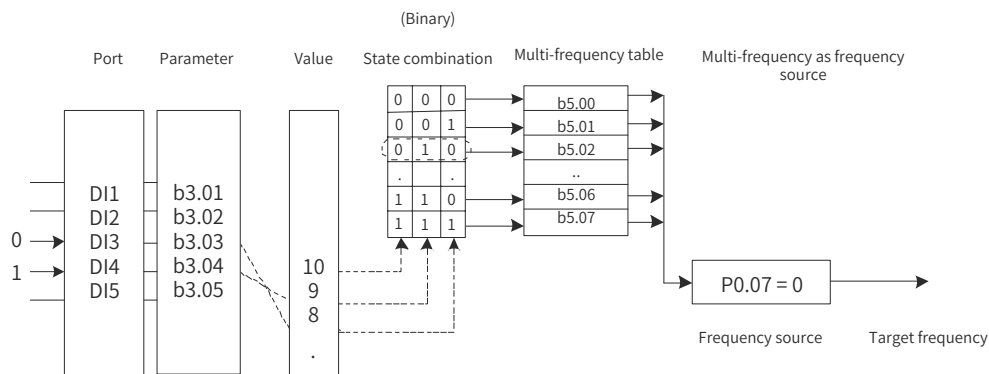 (Binary)
Port
Parameter
Value
State combination
Multi-frequency table
Multi-frequency as frequency
source
0 0 0
0 0 1
0 1 0
. . .
1 1 0
1 1 1
b5.00
b5.01
b5.02
..
b5.06
b5.07
0
1
DI1
DI2
DI3
DI4
DI5
b3.01
b3.02
b3.03
b3.04
b3.05
10
9
8
.
P0.07 = 0
Frequency source
Target frequency